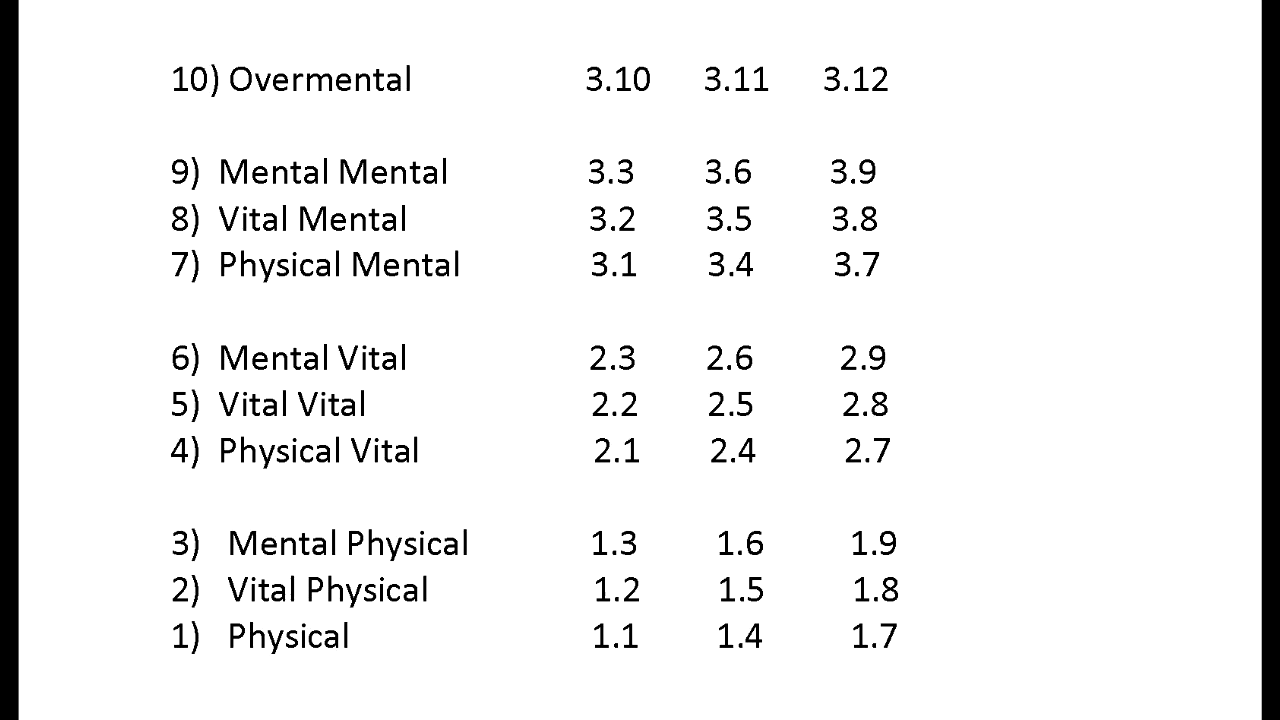 10) Overmental 3.10 3.11 3.12
9) Mental Mental 3.3 3.6 3.9
8) Vital Mental 3.2 3.5 3.8
7) Physical Mental 3.1 3.4 3.7
6) Mental Vital 2.3 2.6 2.9
5) Vital Vital 2.2 2.5 2.8
4) Physical Vital 2.1 2.4 2.7
3) Mental Physical 1.3 1.6 1.9
2) Vital Physical 1.2 1.5 1.8
1) Physical 1.1 1.4 1.7